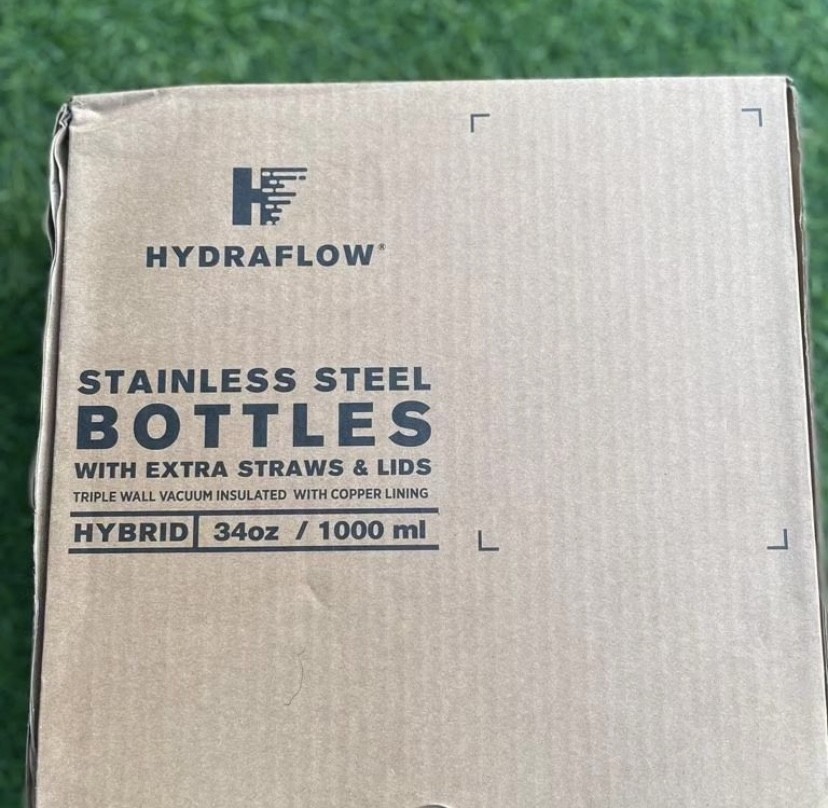 HYDRAFLOW®
STAINLESS STEEL
BOTTLES
WITH EXTRA STRAWS & LIDS
TRIPLE WALL VACUUM INSULATED WITH COPPER LINING
HYBRID 34oz / 1000 ml